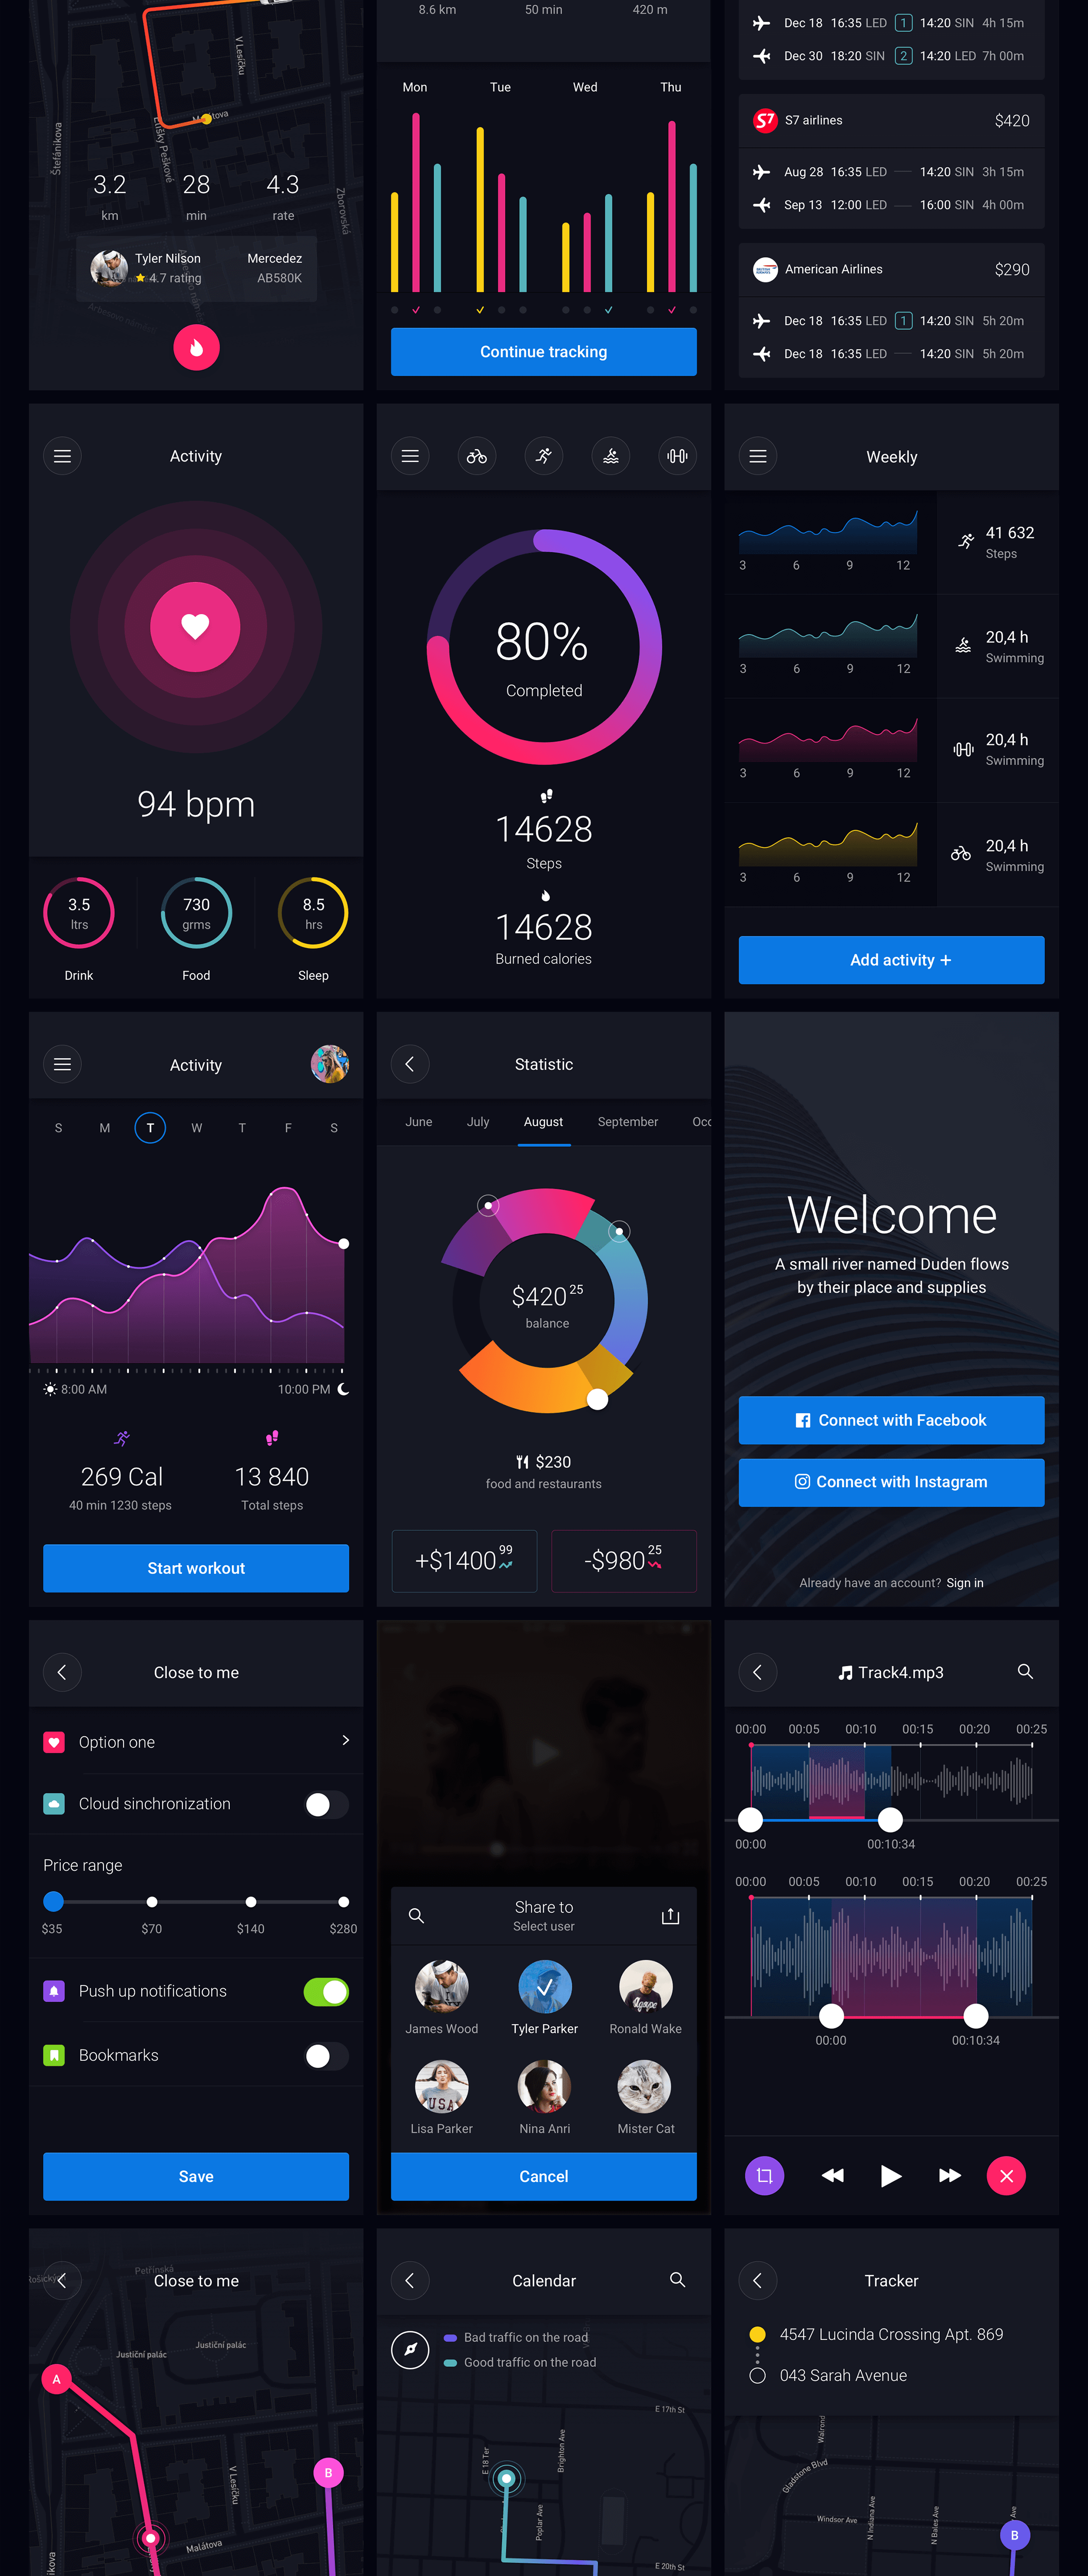 V Lesíčku
Malátova
Elišky Peškové
Štefánikova
Zborovská
3.2
28
4.3
km
min
rate
Tyler Nilson
Mercedez
4.7 rating
AB580K
8.6 km
50 min
420 m
Mon
Tue
Wed
Thu
Continue tracking
Dec 18 16:35 LED 1 14:20 SIN 4h 15m
Dec 30 18:20 SIN 2 14:20 LED 7h 00m
S7 S7 airlines $420
Aug 28 16:35 LED 14:20 SIN 3h 15m
Sep 13 12:00 LED 16:00 SIN 4h 00m
American Airlines $290
Dec 18 16:35 LED 1 14:20 SIN 5h 20m
Dec 18 16:35 LED 14:20 SIN 5h 20m
Activity
94 bpm
3.5
ltrs
730
grms
8.5
hrs
Drink
Food
Sleep
80%
Completed
14628
Steps
14628
Burned calories
Weekly
3 6 9 12
41 632
Steps
3 6 9 12
20,4 h
Swimming
3 6 9 12
20,4 h
Swimming
3 6 9 12
20,4 h
Swimming
Add activity +
Activity
S M T W T F S
8:00 AM
10:00 PM
269 Cal
13 840
40 min 1230 steps
Total steps
Start workout
Statistic
June July August September Occ
$420 25
balance
$230
food and restaurants
+$1400 99
-$980 25
Welcome
A small river named Duden flows
by their place and supplies
Connect with Facebook
Connect with Instagram
Already have an account? Sign in
Close to me
Option one
Cloud sinchronization
Price range
$35 $70 $140 $280
Push up notifications
Bookmarks
Save
Share to
Select user
James Wood
Tyler Parker
Ronald Wake
USA
Lisa Parker
Nina Anri
Mister Cat
Cancel
Track4.mp3
00:00 00:05 00:10 00:15 00:20 00:25
00:00
00:10:34
00:00 00:05 00:10 00:15 00:20 00:25
00:00
00:10:34
Petřínská
Close to me
Justiční palác
Justiční palác
A
B
V Lesíčku
Malátova
Calendar
Bad traffic on the road
Good traffic on the road
E 17th St
E 18 Ter
Brighton Ave
Poplar Ave
E 20th St
Tracker
4547 Lucinda Crossing Apt. 869
043 Sarah Avenue
Walrond
Gladstone Blvd
Windsor Ave
N Indiana Ave
N Bales Ave
Ave
B